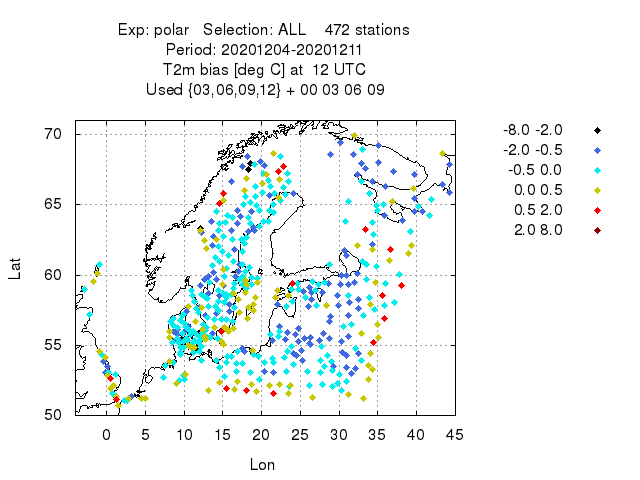 Exp: polar Selection: ALL 472 stations
Period: 20201204-20201211
T2m bias [deg C] at 12 UTC
Used {03,06,09,12} + 00 03 06 09
70
65
60
55
50
Lat
0 5 10 15 20 25 30 35 40 45
Lon
-8.0 -2.0
-2.0 -0.5
-0.5 0.0
0.0 0.5
0.5 2.0
2.0 8.0